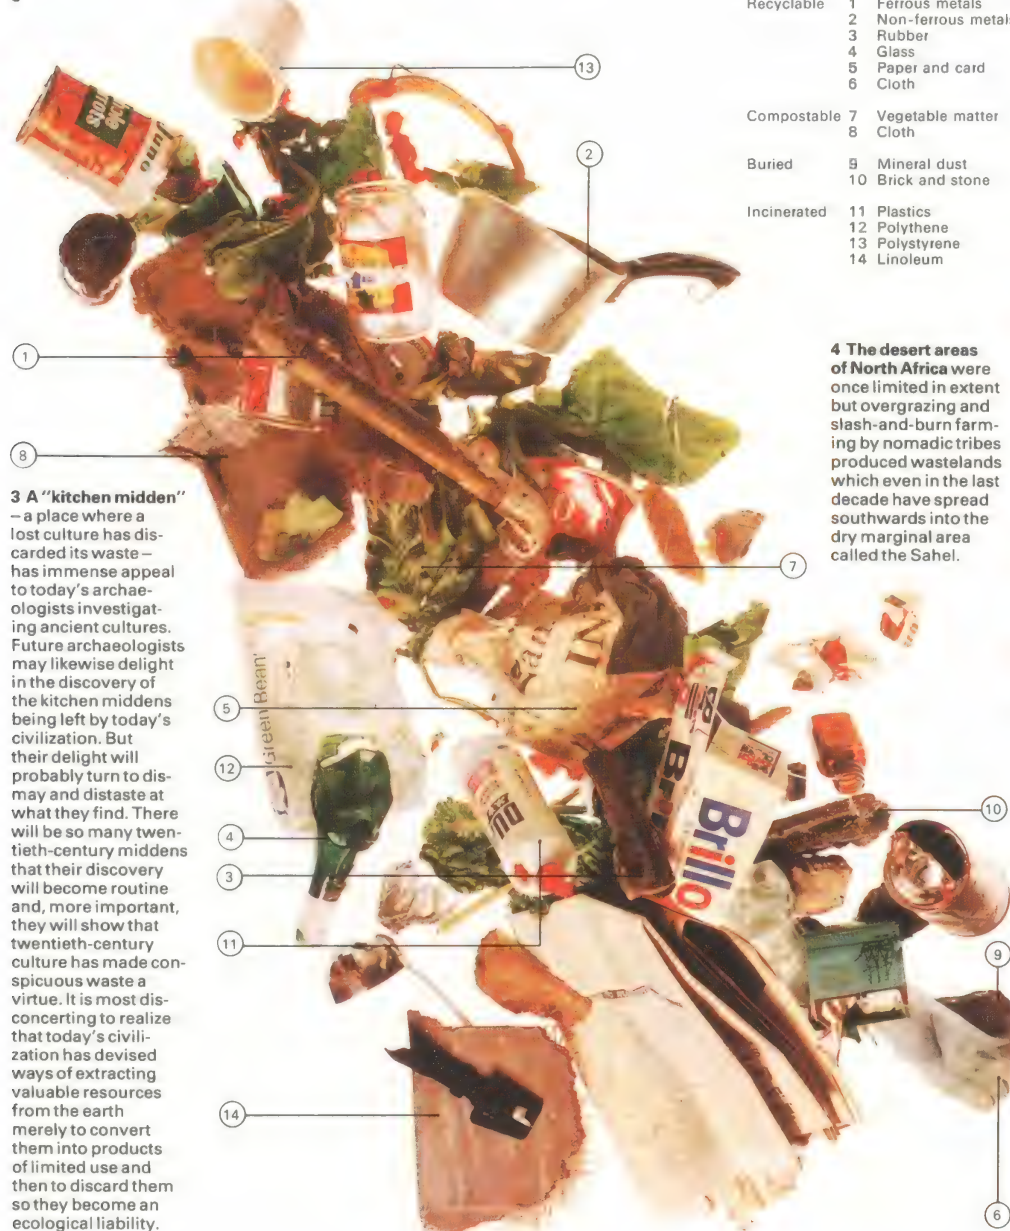 Recyclable 1 Ferrous metals
2 Non-ferrous metals
3 Rubber
4 Glass
5 Paper and card
6 Cloth
Compostable 7 Vegetable matter
8 Cloth
Buried 9 Mineral dust
10 Brick and stone
Incinerated 11 Plastics
12 Polythene
13 Polystyrene
14 Linoleum
13
2
1
8
4 The desert areas
of North Africa were
once limited in extent
but overgrazing and
slash-and-burn farm-
ing by nomadic tribes
produced wastelands
which even in the last
decade have spread
southwards into the
dry marginal area
called the Sahel.
3 A "kitchen midden"
– a place where a
lost culture has dis-
carded its waste –
has immense appeal
to today's archae-
ologists investigat-
ing ancient cultures.
Future archaeologists
may likewise delight
in the discovery of
the kitchen middens
being left by today's
civilization. But
their delight will
probably turn to dis-
may and distaste at
what they find. There
will be so many twen-
tieth-century middens
that their discovery
will become routine
and, more important,
they will show that
twentieth-century
culture has made con-
spicuous waste a
virtue. It is most dis-
concerting to realize
that today's civili-
zation has devised
ways of extracting
valuable resources
from the earth
merely to convert
them into products
of limited use and
then to discard them
so they become an
ecological liability.
7
5
Green Bean
12
4
Brillo
10
3
11
9
14
6